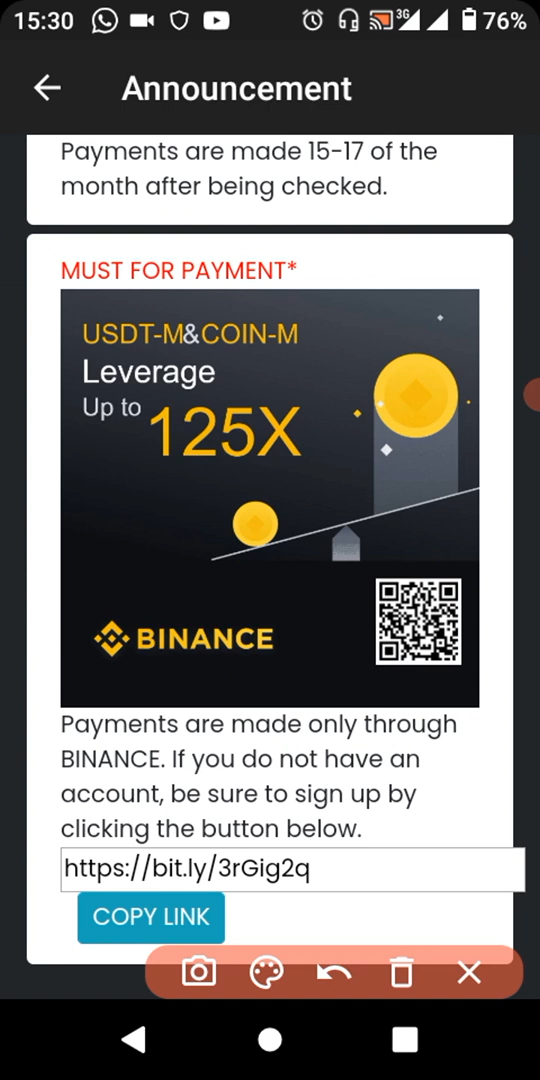 15:30
3G
76%
Announcement
Payments are made 15-17 of the
month after being checked.
MUST FOR PAYMENT*
USDT-M&COIN-M
Leverage
Up to 125X
BINANCE
Payments are made only through
BINANCE. If you do not have an
account, be sure to sign up by
clicking the button below.
https://bit.ly/3rGig2q
COPY LINK